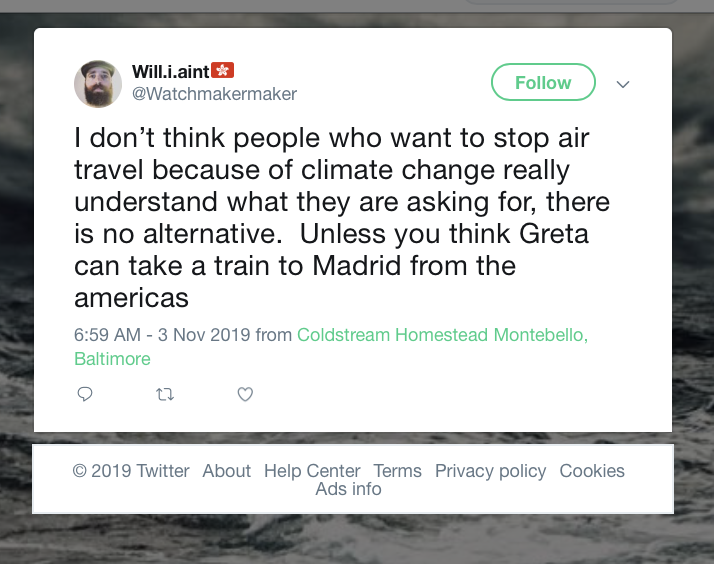 Will.i.aint🇭🇰
@Watchmakermaker
Follow
I don’t think people who want to stop air
travel because of climate change really
understand what they are asking for, there
is no alternative.  Unless you think Greta
can take a train to Madrid from the
americas
6:59 AM - 3 Nov 2019 from Coldstream Homestead Montebello,
Baltimore
© 2019 Twitter About Help Center Terms Privacy policy Cookies
Ads info